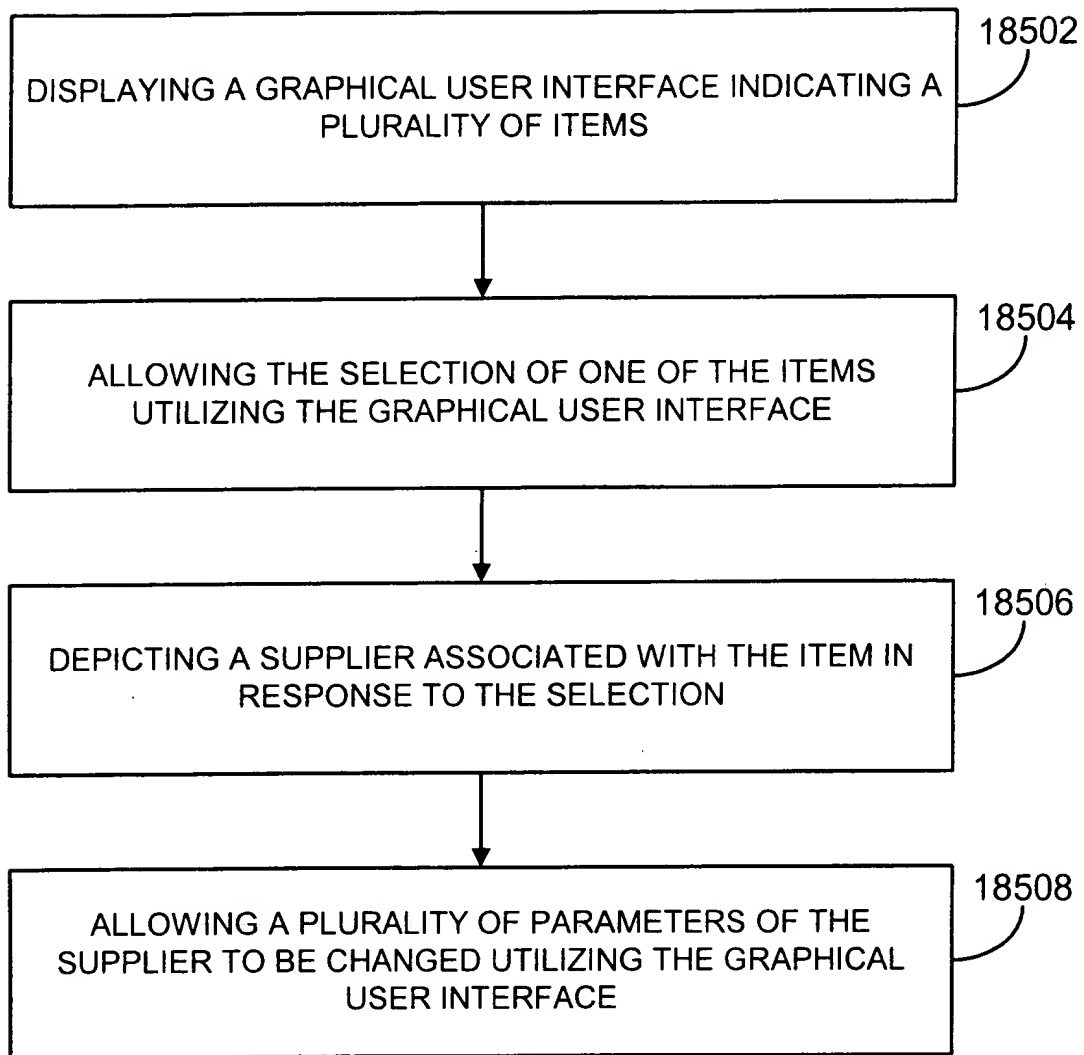 18502
DISPLAYING A GRAPHICAL USER INTERFACE INDICATING A
PLURALITY OF ITEMS
18504
ALLOWING THE SELECTION OF ONE OF THE ITEMS
UTILIZING THE GRAPHICAL USER INTERFACE
18506
DEPICTING A SUPPLIER ASSOCIATED WITH THE ITEM IN
RESPONSE TO THE SELECTION
18508
ALLOWING A PLURALITY OF PARAMETERS OF THE
SUPPLIER TO BE CHANGED UTILIZING THE GRAPHICAL
USER INTERFACE